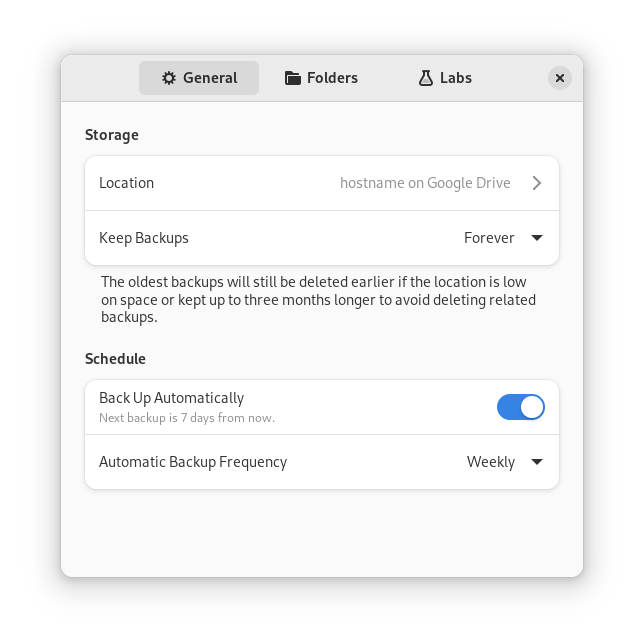 General Folders Labs
Storage
Location hostname on Google Drive
Keep Backups Forever
The oldest backups will still be deleted earlier if the location is low
on space or kept up to three months longer to avoid deleting related
backups.
Schedule
Back Up Automatically
Next backup is 7 days from now.
Automatic Backup Frequency Weekly